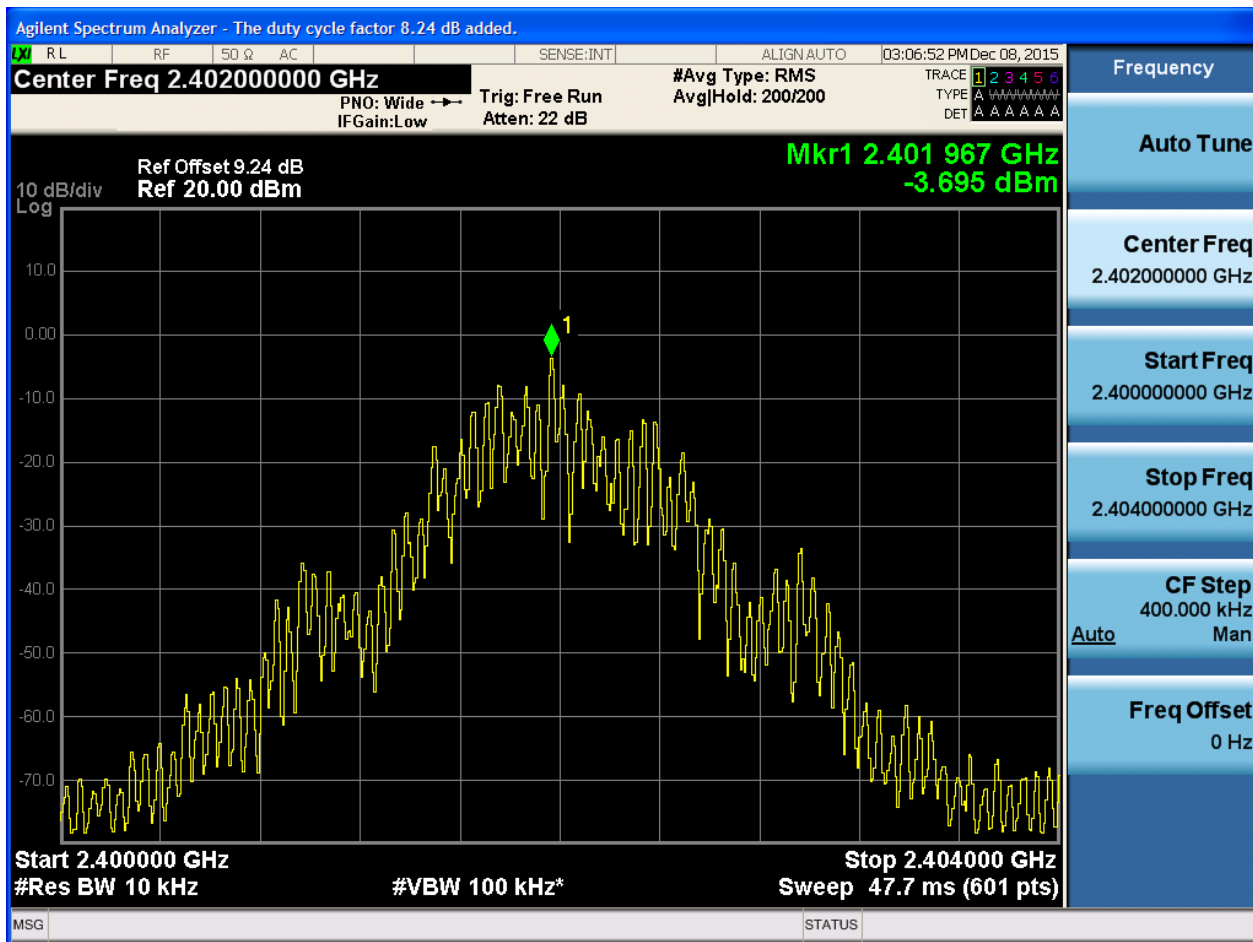 Agilent Spectrum Analyzer - The duty cycle factor 8.24 dB added.
LXI RL RF 50 Ω AC SENSE:INT ALIGN AUTO 03:06:52 PM Dec 08, 2015
Center Freq 2.402000000 GHz
PNO: Wide
IFGain:Low
Trig: Free Run
Atten: 22 dB
#Avg Type: RMS
Avg|Hold: 200/200
TRACE 1 2 3 4 5 6
TYPE A WWWWW
DET A A A A A A
Ref Offset 9.24 dB
10 dB/div Ref 20.00 dBm
Log
Mkr1 2.401 967 GHz
-3.695 dBm
10.0
0.00
-10.0
-20.0
-30.0
-40.0
-50.0
-60.0
-70.0
1
Start 2.400000 GHz
Stop 2.404000 GHz
#Res BW 10 kHz
#VBW 100 kHz*
Sweep 47.7 ms (601 pts)
MSG
STATUS
Frequency
Auto Tune
Center Freq
2.402000000 GHz
Start Freq
2.400000000 GHz
Stop Freq
2.404000000 GHz
CF Step
400.000 kHz
Auto Man
Freq Offset
0 Hz